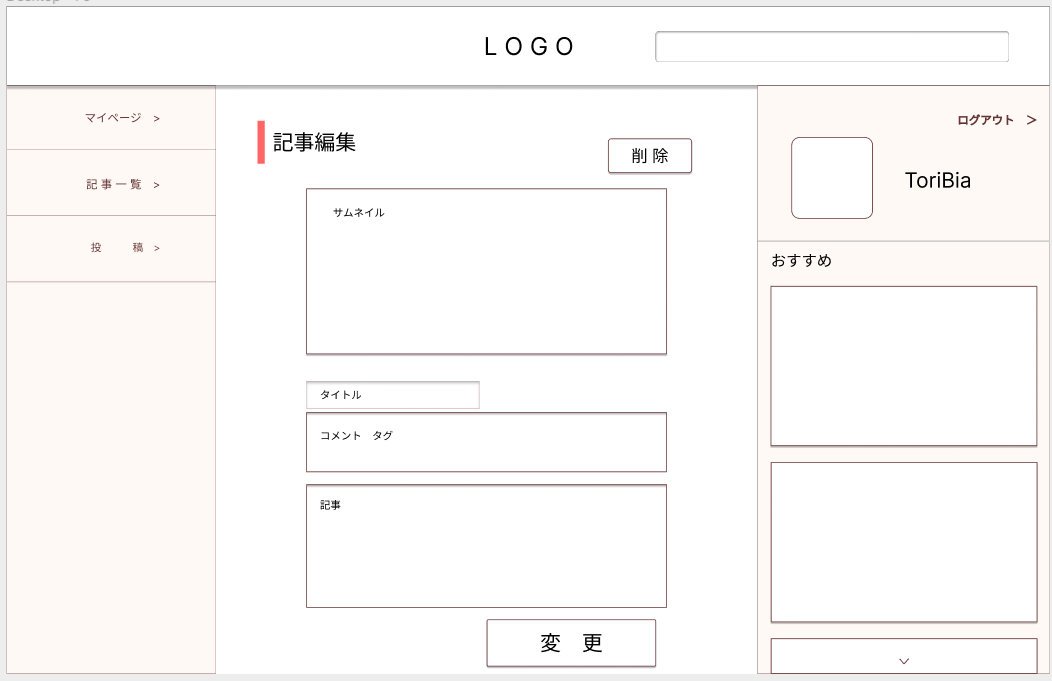 LOGO
マイページ >
記事一覧 >
投 稿 >
記事編集
削除
サムネイル
タイトル
コメント タグ
記事
変 更
ログアウト >
ToriBia
おすすめ